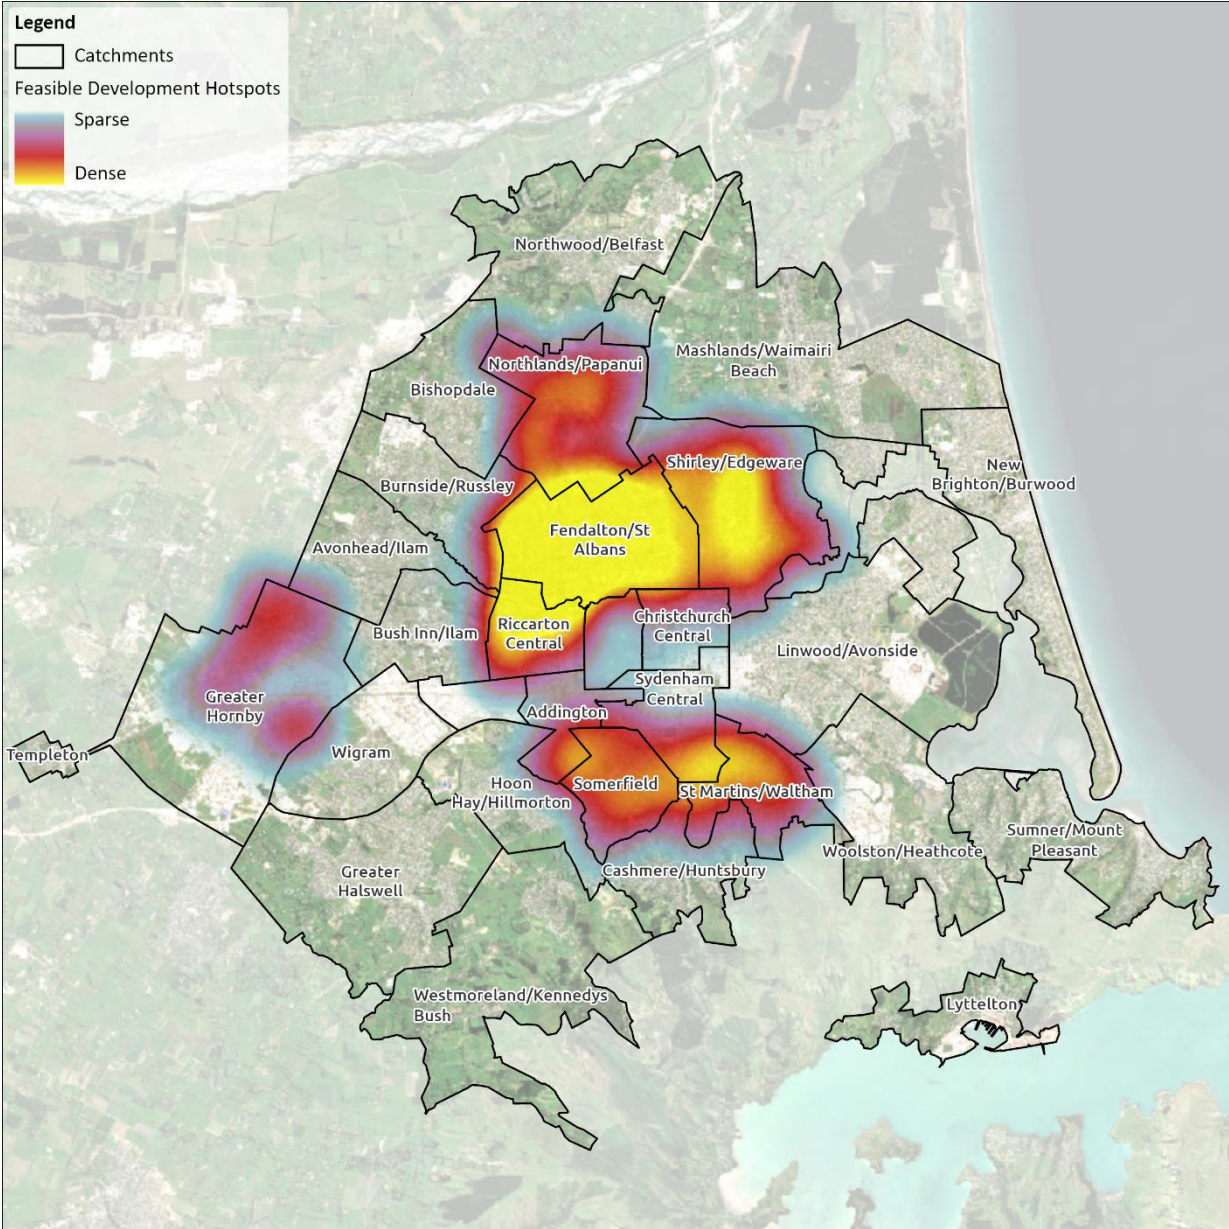 Legend
Catchments
Feasible Development Hotspots
Sparse
Dense
Northwood/Belfast
Mashlands/Waimairi
Beach
Northlands/Papanui
Bishopdale
Shirley/Edgeware
New
Brighton/Burwood
Burnside/Russley
Fendalton/St
Albans
Avonhead/Ilam
Christchurch
Central
Riccarton
Central
Bush Inn/Ilam
Linwood/Avonside
Sydenham
Central
Greater
Hornby
Addington
Templeton
Wigram
Hoon
Hay/Hillmorton
Somerfield
St Martins/Waltham
Sumner/Mount
Pleasant
Woolston/Heathcote
Cashmere/Huntsbury
Greater
Halswell
Westmoreland/Kennedys
Bush
Lyttelton